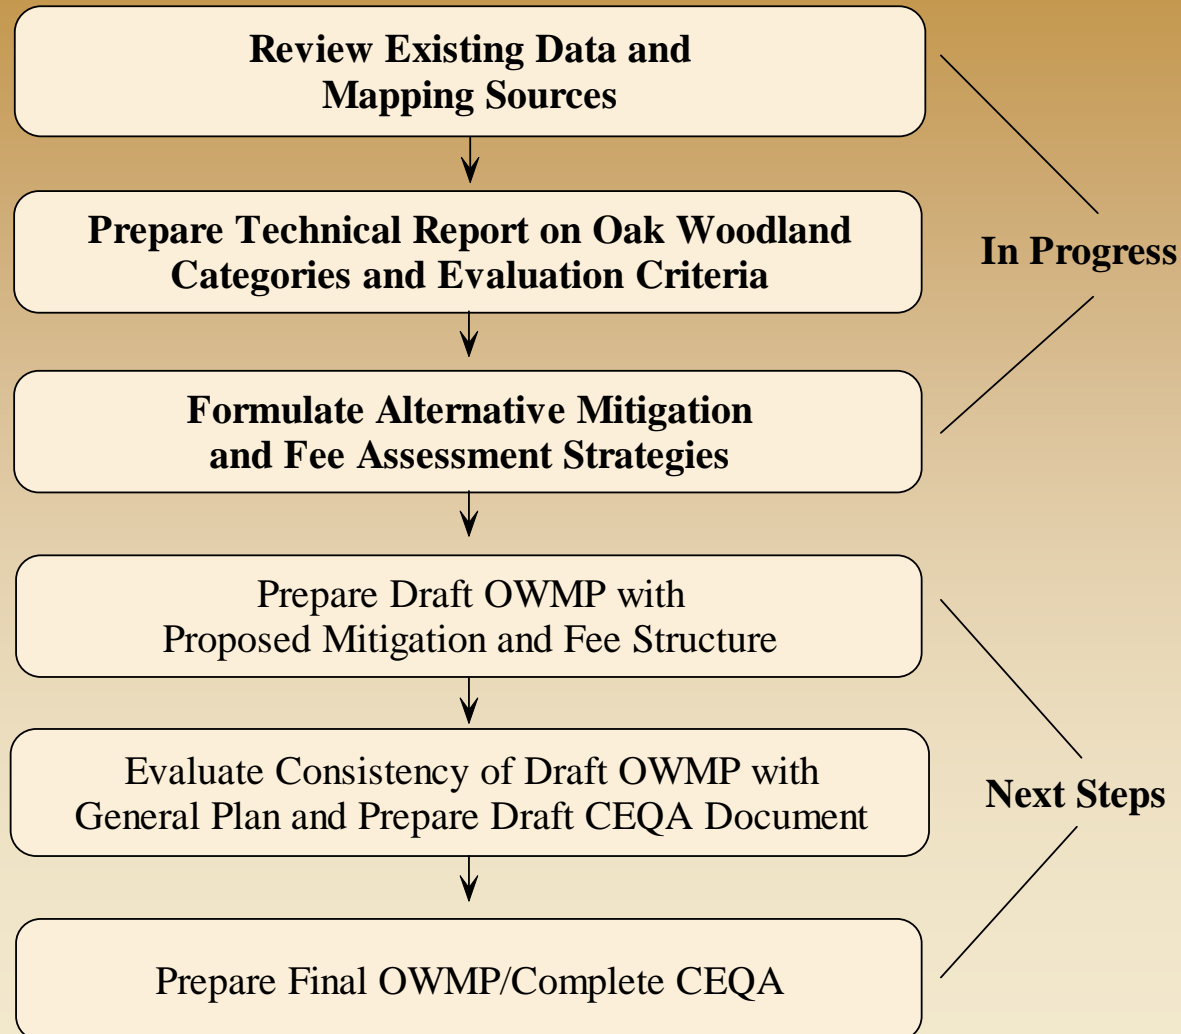 Review Existing Data and
Mapping Sources
Prepare Technical Report on Oak Woodland
Categories and Evaluation Criteria
In Progress
Formulate Alternative Mitigation
and Fee Assessment Strategies
Prepare Draft OWMP with
Proposed Mitigation and Fee Structure
Evaluate Consistency of Draft OWMP with
General Plan and Prepare Draft CEQA Document
Next Steps
Prepare Final OWMP/Complete CEQA